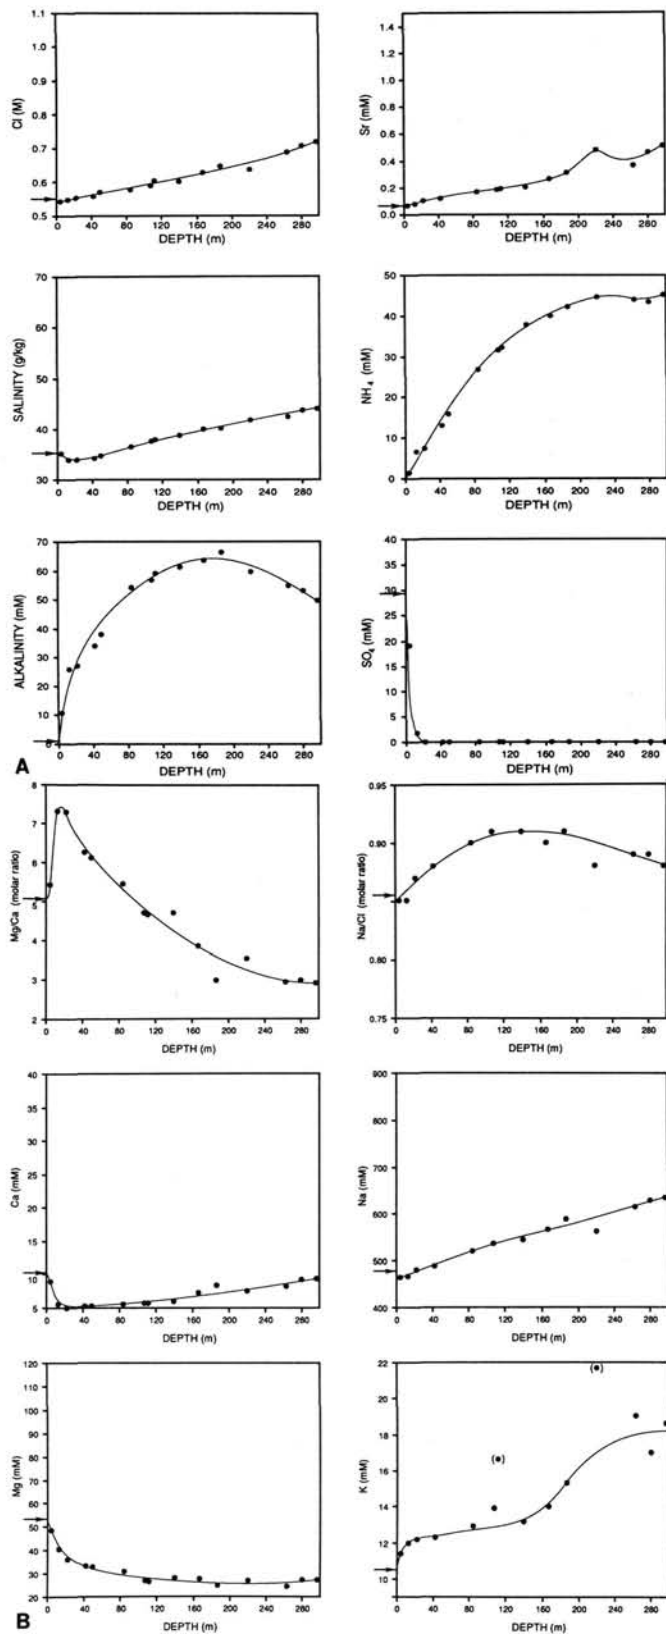 1.1
1.0
0.9
0.8
0.7
0.6
0.5
Cl (M)
0 40 80 120 160 200 240 280
DEPTH (m)
1.6
1.4
1.2
1.0
0.8
0.6
0.4
0.2
0.0
Sr (mM)
0 40 80 120 160 200 240 280
DEPTH (m)
70
60
50
40
30
SALINITY (g/kg)
0 40 80 120 160 200 240 280
DEPTH (m)
50
40
30
20
10
0
NH4 (mM)
0 40 80 120 160 200 240 280
DEPTH (m)
70
60
50
40
30
20
10
0
ALKALINITY (mM)
0 40 80 120 160 200 240 280
DEPTH (m)
A
40
35
30
25
20
15
10
5
0
SO4 (mM)
0 40 80 120 160 200 240 280
DEPTH (m)
8
7
6
5
4
3
2
Mg/Ca (molar ratio)
0 40 80 120 160 200 240 280
DEPTH (m)
0.95
0.90
0.85
0.80
0.75
Na/Cl (molar ratio)
0 40 80 120 160 200 240 280
DEPTH (m)
40
35
30
25
20
15
10
5
Ca (mM)
0 40 80 120 160 200 240 280
DEPTH (m)
900
800
700
600
500
400
Na (mM)
0 40 80 120 160 200 240 280
DEPTH (m)
120
110
100
90
80
70
60
50
40
30
20
Mg (mM)
0 40 80 120 160 200 240 280
DEPTH (m)
B
22
20
18
16
14
12
10
K (mM)
(•)
(•)
0 40 80 120 160 200 240 280
DEPTH (m)